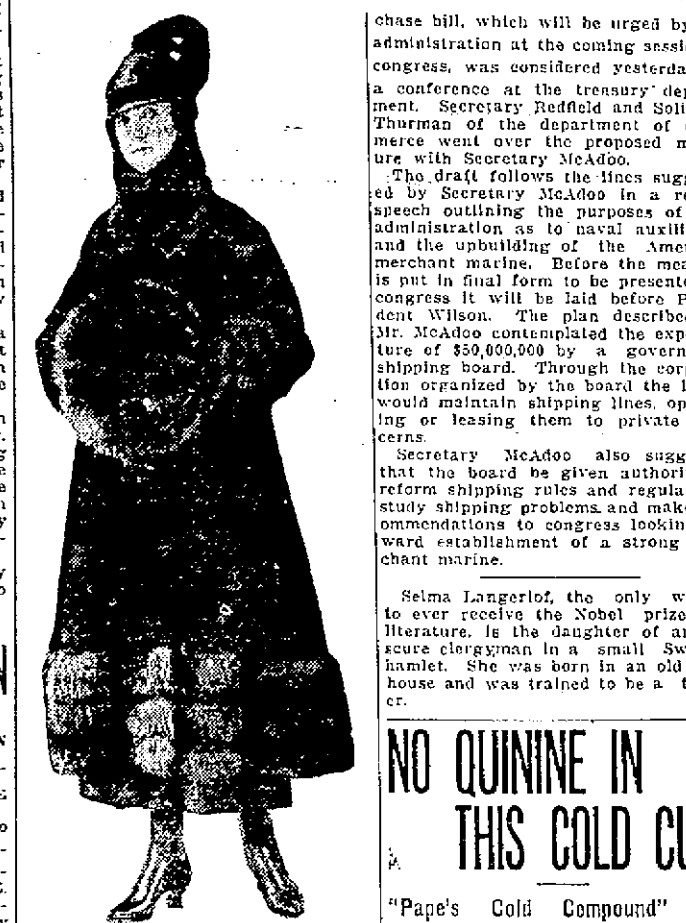 chase bill, which will be urged by
administration at the coming sessi
congress, was considered yesterda
a conference at the treasury dep
ment. Secretary Redfield and Soli
Thurman of the department of
merce went over the proposed m
ure with Secretary McAdoo.
The draft follows the lines sugg
ed by Secretary McAdoo in a re
speech outlining the purposes of
administration as to naval auxili
and the upbuilding of the Amer
merchant marine. Before the mea
is put in final form to be presente
congress it will be laid before P
dent Wilson. The plan describe
Mr. McAdoo contemplated the exp
ture of $50,000,000 by a govern
shipping board. Through the corp
tion organized by the board the l
would maintain shipping lines, op
ing or leasing them to private
cerns.
Secretary McAdoo also sugg
that the board be given authori
reform shipping rules and regula
study shipping problems and mak
ommendations to congress lookin
ward establishment of a strong
chant marine.
Selma Langerlof, the only w
to ever receive the Nobel prize
literature, is the daughter of an
scure clergyman in a small Sw
hamlet. She was born in an old
house and was trained to be a t
er.
NO QUININE IN
THIS COLD CU
"Pape's Cold Compound"